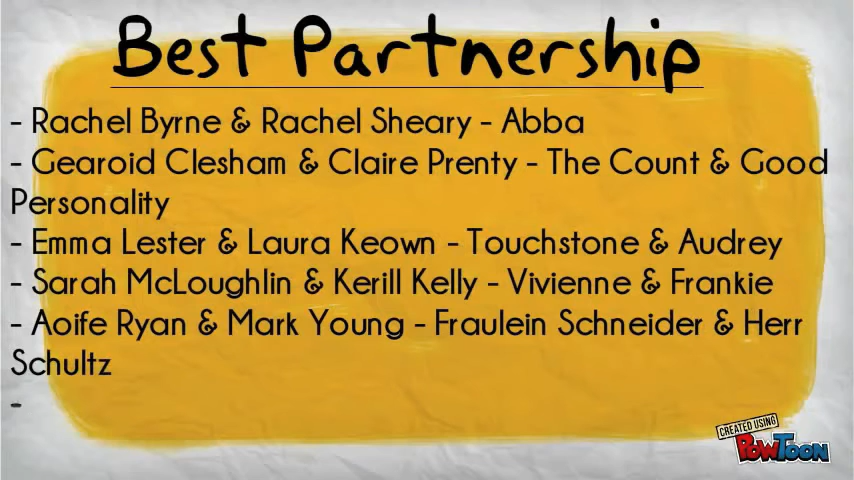 Best Partnership
- Rachel Byrne & Rachel Sheary - Abba
- Gearoid Clesham & Claire Prenty - The Count & Good
Personality
- Emma Lester & Laura Keown - Touchstone & Audrey
- Sarah McLoughlin & Kerill Kelly - Vivienne & Frankie
- Aoife Ryan & Mark Young - Fraulein Schneider & Herr
Schultz
-
CREATED USING
POWTOON